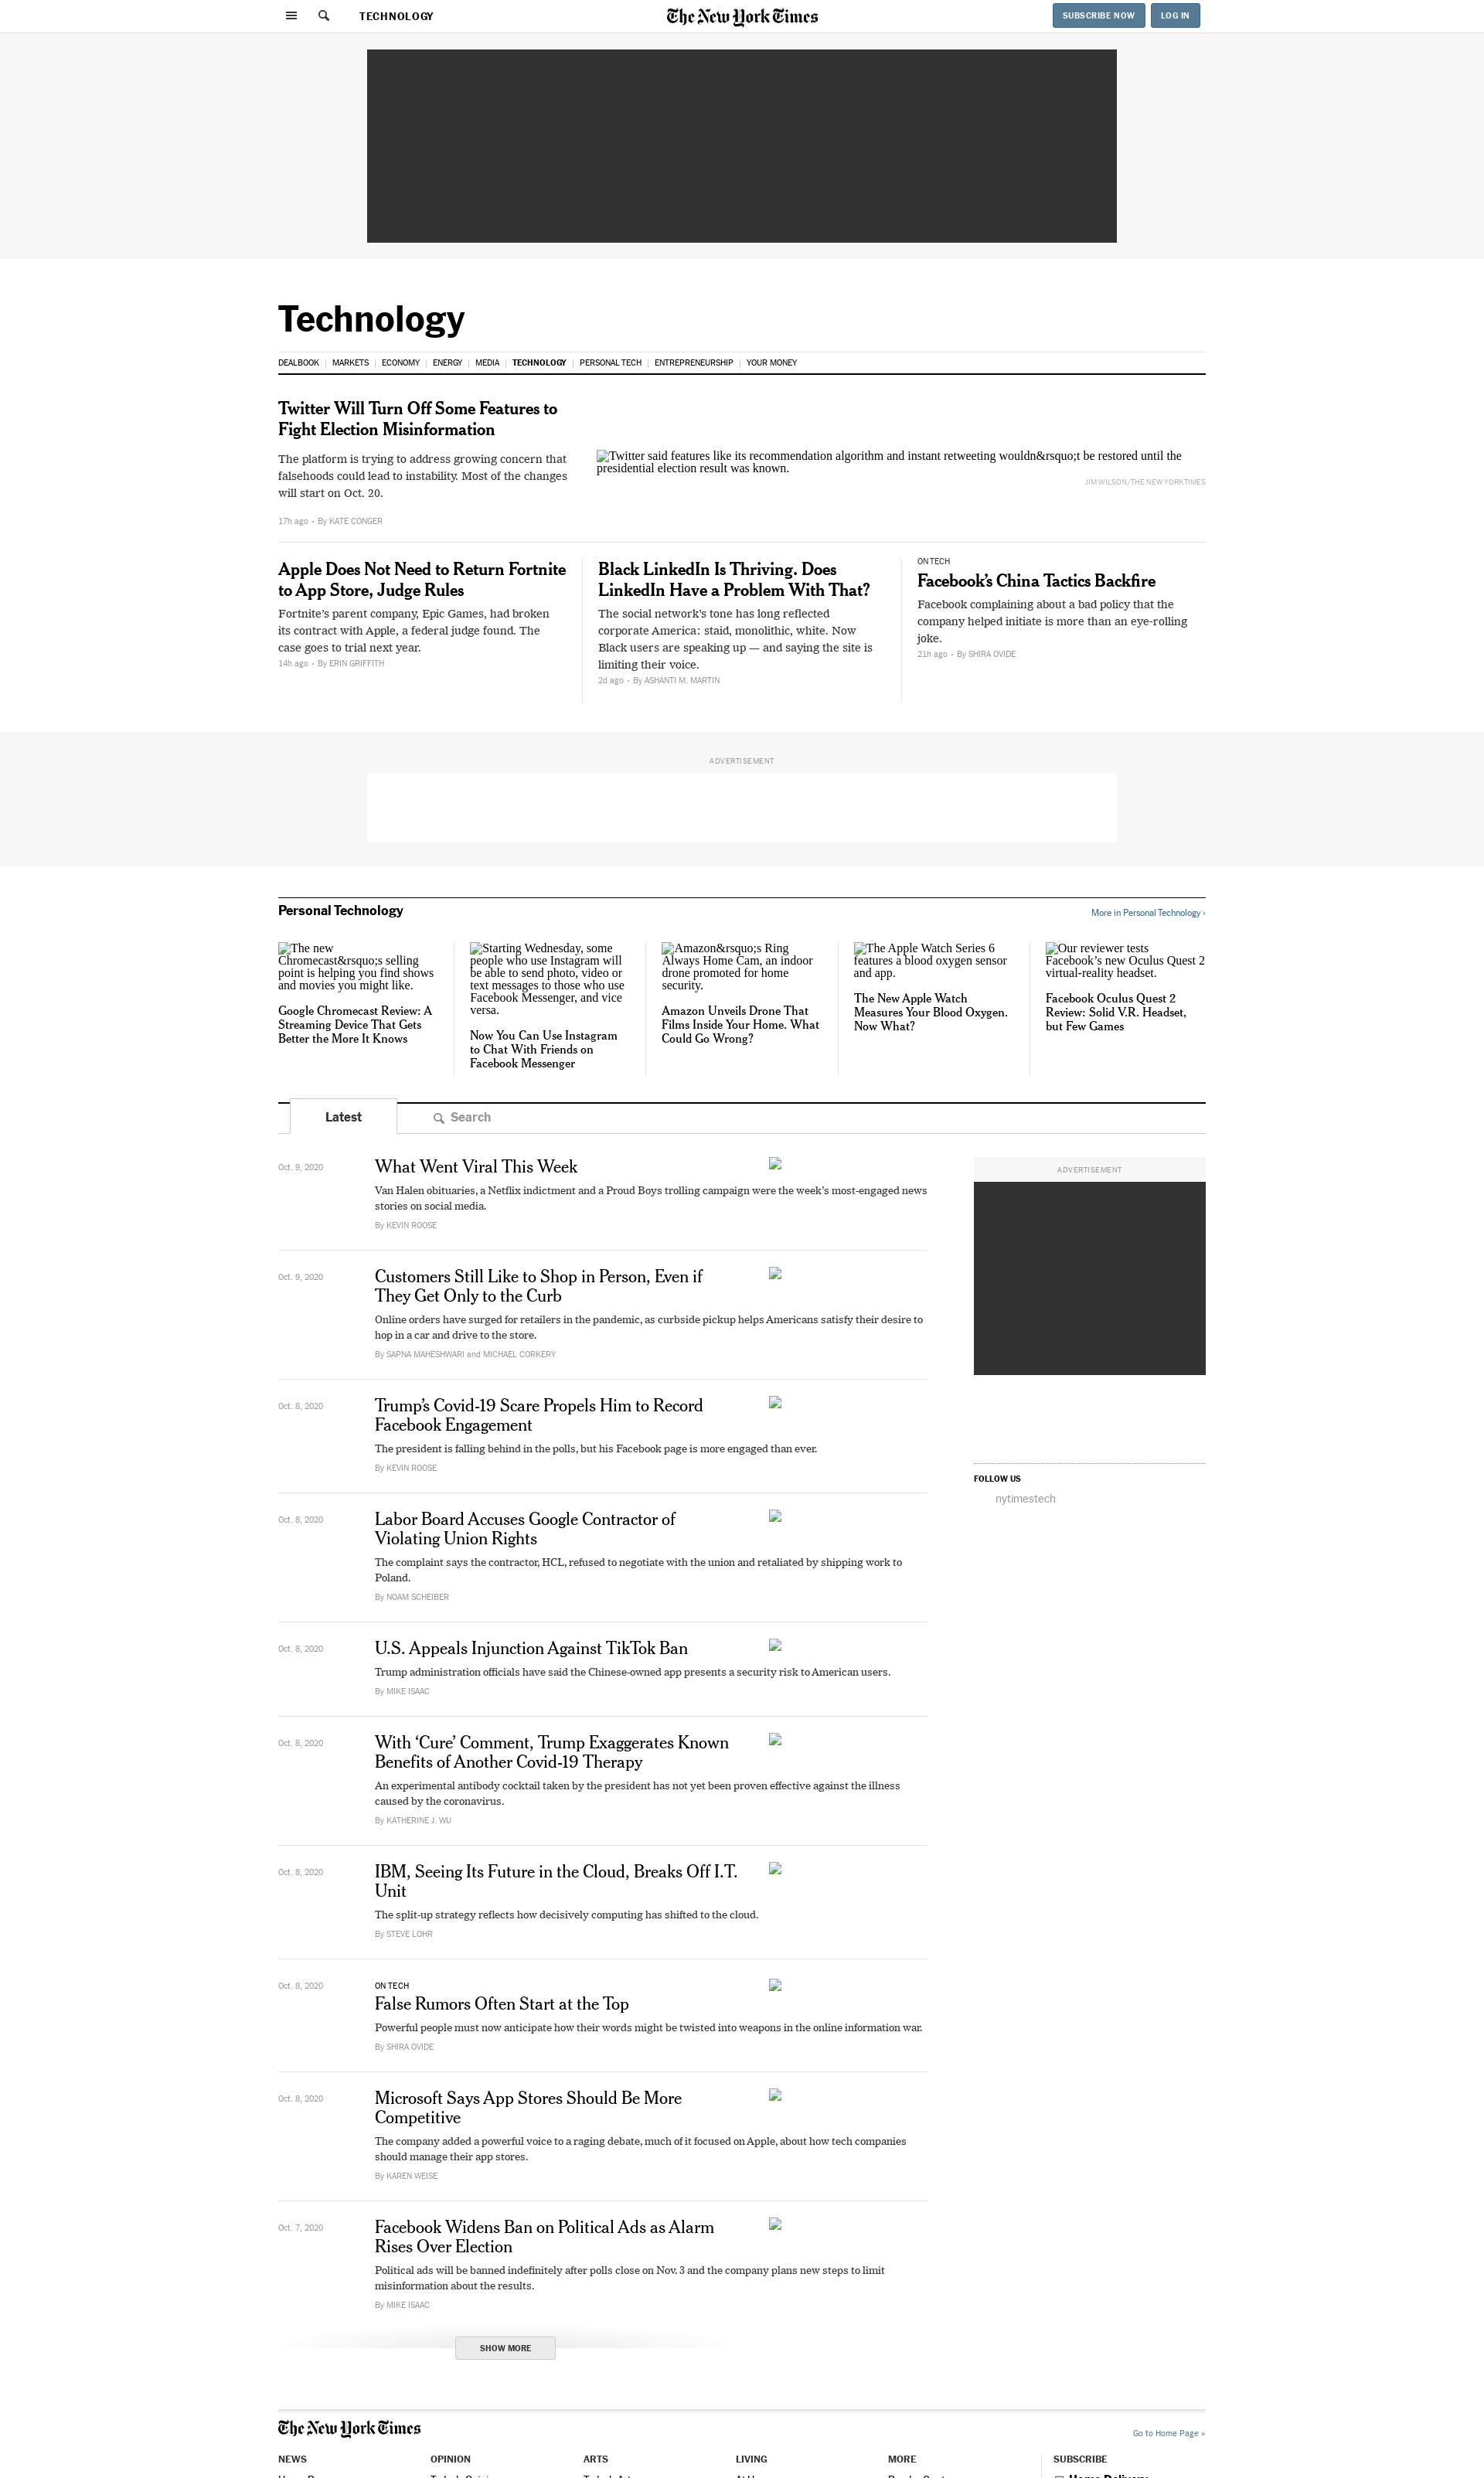 TECHNOLOGY
The New York Times
SUBSCRIBE NOW
LOG IN
Technology
DEALBOOK | MARKETS | ECONOMY | ENERGY | MEDIA | TECHNOLOGY | PERSONAL TECH | ENTREPRENEURSHIP | YOUR MONEY
Twitter Will Turn Off Some Features to
Fight Election Misinformation
The platform is trying to address growing concern that
falsehoods could lead to instability. Most of the changes
will start on Oct. 20.
17h ago • By KATE CONGER
Twitter said features like its recommendation algorithm and instant retweeting wouldn&rsquo;t be restored until the
presidential election result was known.
JIM WILSON/THE NEW YORK TIMES
Apple Does Not Need to Return Fortnite
to App Store, Judge Rules
Fortnite’s parent company, Epic Games, had broken
its contract with Apple, a federal judge found. The
case goes to trial next year.
14h ago • By ERIN GRIFFITH
Black LinkedIn Is Thriving. Does
LinkedIn Have a Problem With That?
The social network’s tone has long reflected
corporate America: staid, monolithic, white. Now
Black users are speaking up — and saying the site is
limiting their voice.
2d ago • By ASHANTI M. MARTIN
ON TECH
Facebook’s China Tactics Backfire
Facebook complaining about a bad policy that the
company helped initiate is more than an eye-rolling
joke.
21h ago • By SHIRA OVIDE
ADVERTISEMENT
Personal Technology
More in Personal Technology ›
The new
Chromecast&rsquo;s selling
point is helping you find shows
and movies you might like.
Google Chromecast Review: A
Streaming Device That Gets
Better the More It Knows
Starting Wednesday, some
people who use Instagram will
be able to send photo, video or
text messages to those who use
Facebook Messenger, and vice
versa.
Now You Can Use Instagram
to Chat With Friends on
Facebook Messenger
Amazon&rsquo;s Ring
Always Home Cam, an indoor
drone promoted for home
security.
Amazon Unveils Drone That
Films Inside Your Home. What
Could Go Wrong?
The Apple Watch Series 6
features a blood oxygen sensor
and app.
The New Apple Watch
Measures Your Blood Oxygen.
Now What?
Our reviewer tests
Facebook’s new Oculus Quest 2
virtual-reality headset.
Facebook Oculus Quest 2
Review: Solid V.R. Headset,
but Few Games
Latest
Search
Oct. 9, 2020
What Went Viral This Week
Van Halen obituaries, a Netflix indictment and a Proud Boys trolling campaign were the week’s most-engaged news
stories on social media.
By KEVIN ROOSE
Oct. 9, 2020
Customers Still Like to Shop in Person, Even if
They Get Only to the Curb
Online orders have surged for retailers in the pandemic, as curbside pickup helps Americans satisfy their desire to
hop in a car and drive to the store.
By SAPNA MAHESHWARI and MICHAEL CORKERY
Oct. 8, 2020
Trump’s Covid-19 Scare Propels Him to Record
Facebook Engagement
The president is falling behind in the polls, but his Facebook page is more engaged than ever.
By KEVIN ROOSE
Oct. 8, 2020
Labor Board Accuses Google Contractor of
Violating Union Rights
The complaint says the contractor, HCL, refused to negotiate with the union and retaliated by shipping work to
Poland.
By NOAM SCHEIBER
Oct. 8, 2020
U.S. Appeals Injunction Against TikTok Ban
Trump administration officials have said the Chinese-owned app presents a security risk to American users.
By MIKE ISAAC
Oct. 8, 2020
With ‘Cure’ Comment, Trump Exaggerates Known
Benefits of Another Covid-19 Therapy
An experimental antibody cocktail taken by the president has not yet been proven effective against the illness
caused by the coronavirus.
By KATHERINE J. WU
Oct. 8, 2020
IBM, Seeing Its Future in the Cloud, Breaks Off I.T.
Unit
The split-up strategy reflects how decisively computing has shifted to the cloud.
By STEVE LOHR
Oct. 8, 2020
ON TECH
False Rumors Often Start at the Top
Powerful people must now anticipate how their words might be twisted into weapons in the online information war.
By SHIRA OVIDE
Oct. 8, 2020
Microsoft Says App Stores Should Be More
Competitive
The company added a powerful voice to a raging debate, much of it focused on Apple, about how tech companies
should manage their app stores.
By KAREN WEISE
Oct. 7, 2020
Facebook Widens Ban on Political Ads as Alarm
Rises Over Election
Political ads will be banned indefinitely after polls close on Nov. 3 and the company plans new steps to limit
misinformation about the results.
By MIKE ISAAC
SHOW MORE
ADVERTISEMENT
FOLLOW US
nytimestech
The New York Times
Go to Home Page »
NEWS
OPINION
ARTS
LIVING
MORE
SUBSCRIBE